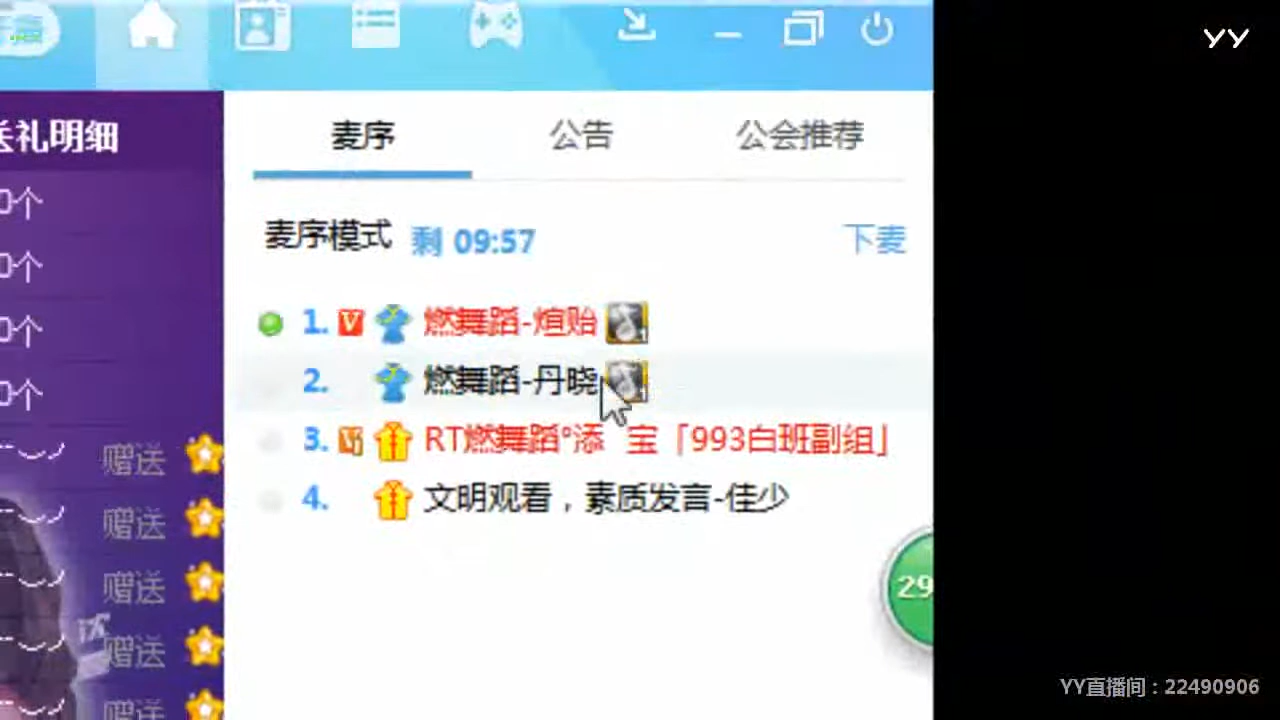 YY
送礼明细
麦序 公告 公会推荐
0个
麦序模式 剩 09:57 下麦
0个
1. 燃舞蹈-煊贻
0个
2. 燃舞蹈-丹晓
0个
3. RT燃舞蹈°添 宝「993白班副组」
赠送
4. 文明观看，素质发言-佳少
赠送
赠送
29
赠送
赠送
YY直播间：22490906